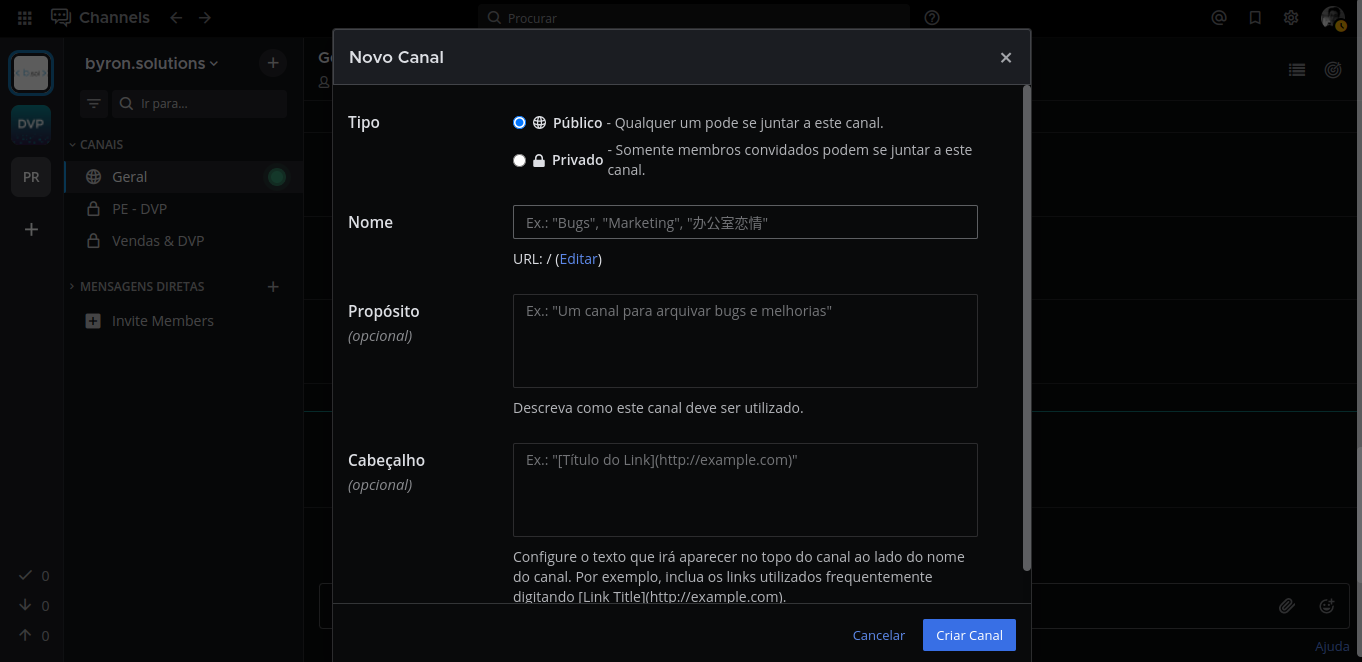 Channels
Procurar
byron.solutions
Ir para...
DVP
PR
CANAIS
Geral
PE - DVP
Vendas & DVP
MENSAGENS DIRETAS
Invite Members
0
0
0
Novo Canal
Tipo
Público - Qualquer um pode se juntar a este canal.
Privado - Somente membros convidados podem se juntar a este
canal.
Nome
Ex.: "Bugs", "Marketing", "办公室恋情"
URL: / (Editar)
Propósito
(opcional)
Ex.: "Um canal para arquivar bugs e melhorias"
Descreva como este canal deve ser utilizado.
Cabeçalho
(opcional)
Ex.: "[Título do Link](http://example.com)"
Configure o texto que irá aparecer no topo do canal ao lado do nome
do canal. Por exemplo, inclua os links utilizados frequentemente
digitando [Link Title](http://example.com).
Cancelar
Criar Canal
Ajuda